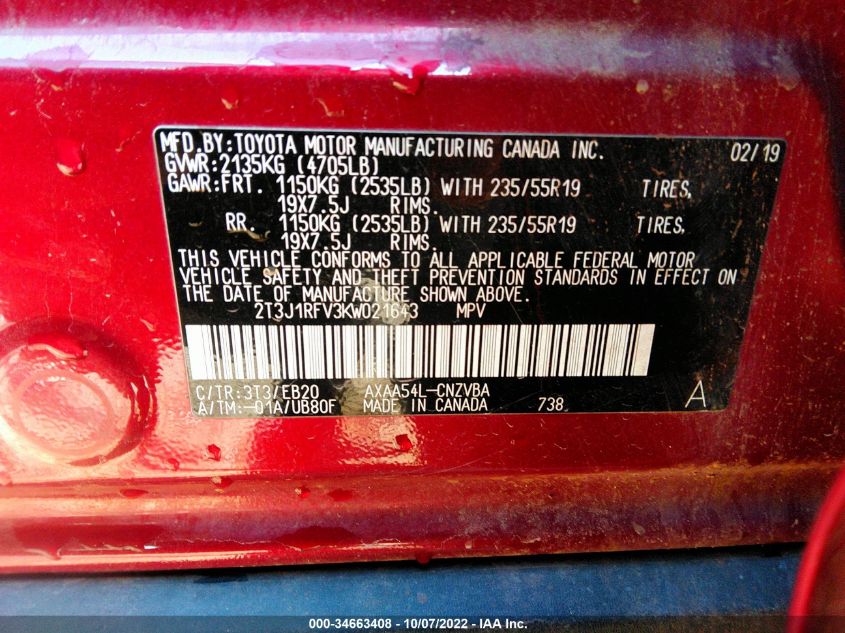 MFD.BY:TOYOTA MOTOR MANUFACTURING CANADA INC. 02/19
GVWR:2135KG (4705LB)
GAWR:FRT. 1150KG (2535LB) WITH 235/55R19 TIRES,
19X7.5J RIMS.
RR. 1150KG (2535LB) WITH 235/55R19 TIRES,
19X7.5J RIMS.
THIS VEHICLE CONFORMS TO ALL APPLICABLE FEDERAL MOTOR
VEHICLE SAFETY AND THEFT PREVENTION STANDARDS IN EFFECT ON
THE DATE OF MANUFACTURE SHOWN ABOVE.
2T3J1RFV3KW021643 MPV
C/TR:3T3/EB20 AXAA54L-CNZVBA
A/TM:-01A/UB80F MADE IN CANADA 738 A
000-34663408 - 10/07/2022 - IAA Inc.